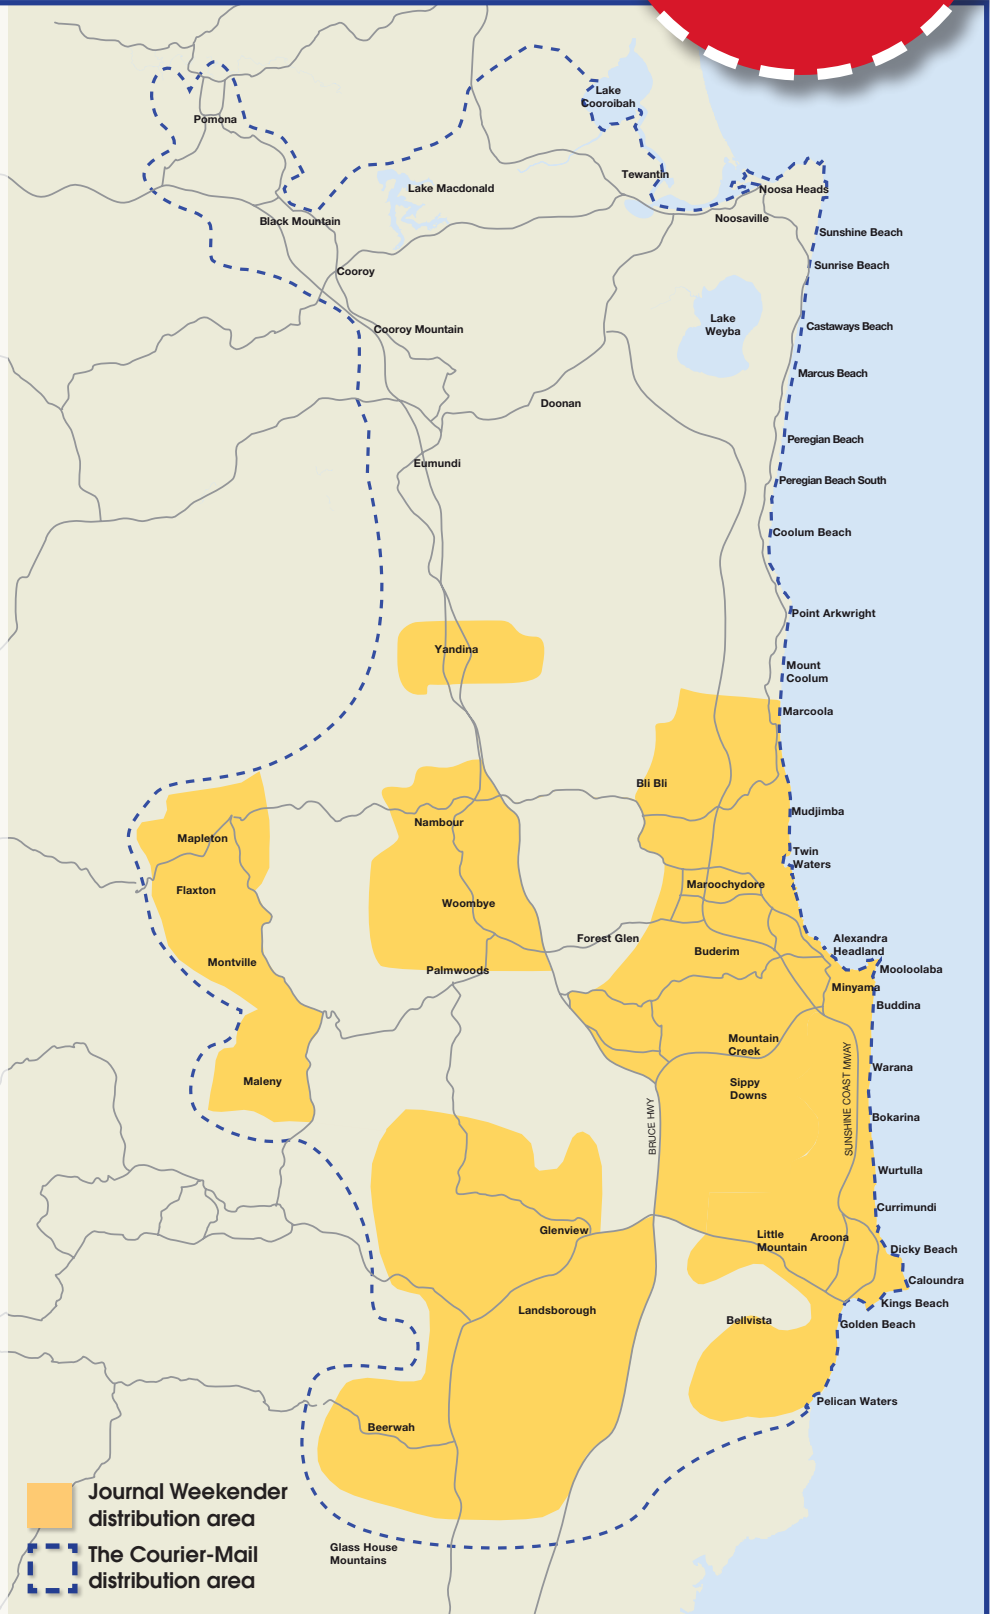 Lake
Cooroibah
Pomona
Tewantin
Lake Macdonald
Noosa Heads
Black Mountain
Noosaville
Sunshine Beach
Sunrise Beach
Cooroy
Lake
Weyba
Castaways Beach
Cooroy Mountain
Marcus Beach
Doonan
Peregian Beach
Eumundi
Peregian Beach South
Coolum Beach
Point Arkwright
Yandina
Mount
Coolum
Marcoola
Bli Bli
Mudjimba
Nambour
Mapleton
Twin
Waters
Maroochydore
Flaxton
Woombye
Forest Glen
Alexandra
Headland
Buderim
Montville
Palmwoods
Mooloolaba
Minyama
Buddina
Mountain
Creek
SUNSHINE COAST MWAY
Warana
Maleny
Sippy
Downs
BRUCE HWY
Bokarina
Wurtulla
Currimundi
Glenview
Little
Mountain
Aroona
Dicky Beach
Caloundra
Kings Beach
Landsborough
Bellvista
Golden Beach
Pelican Waters
Beerwah
Journal Weekender
distribution area
The Courier-Mail
distribution area
Glass House
Mountains